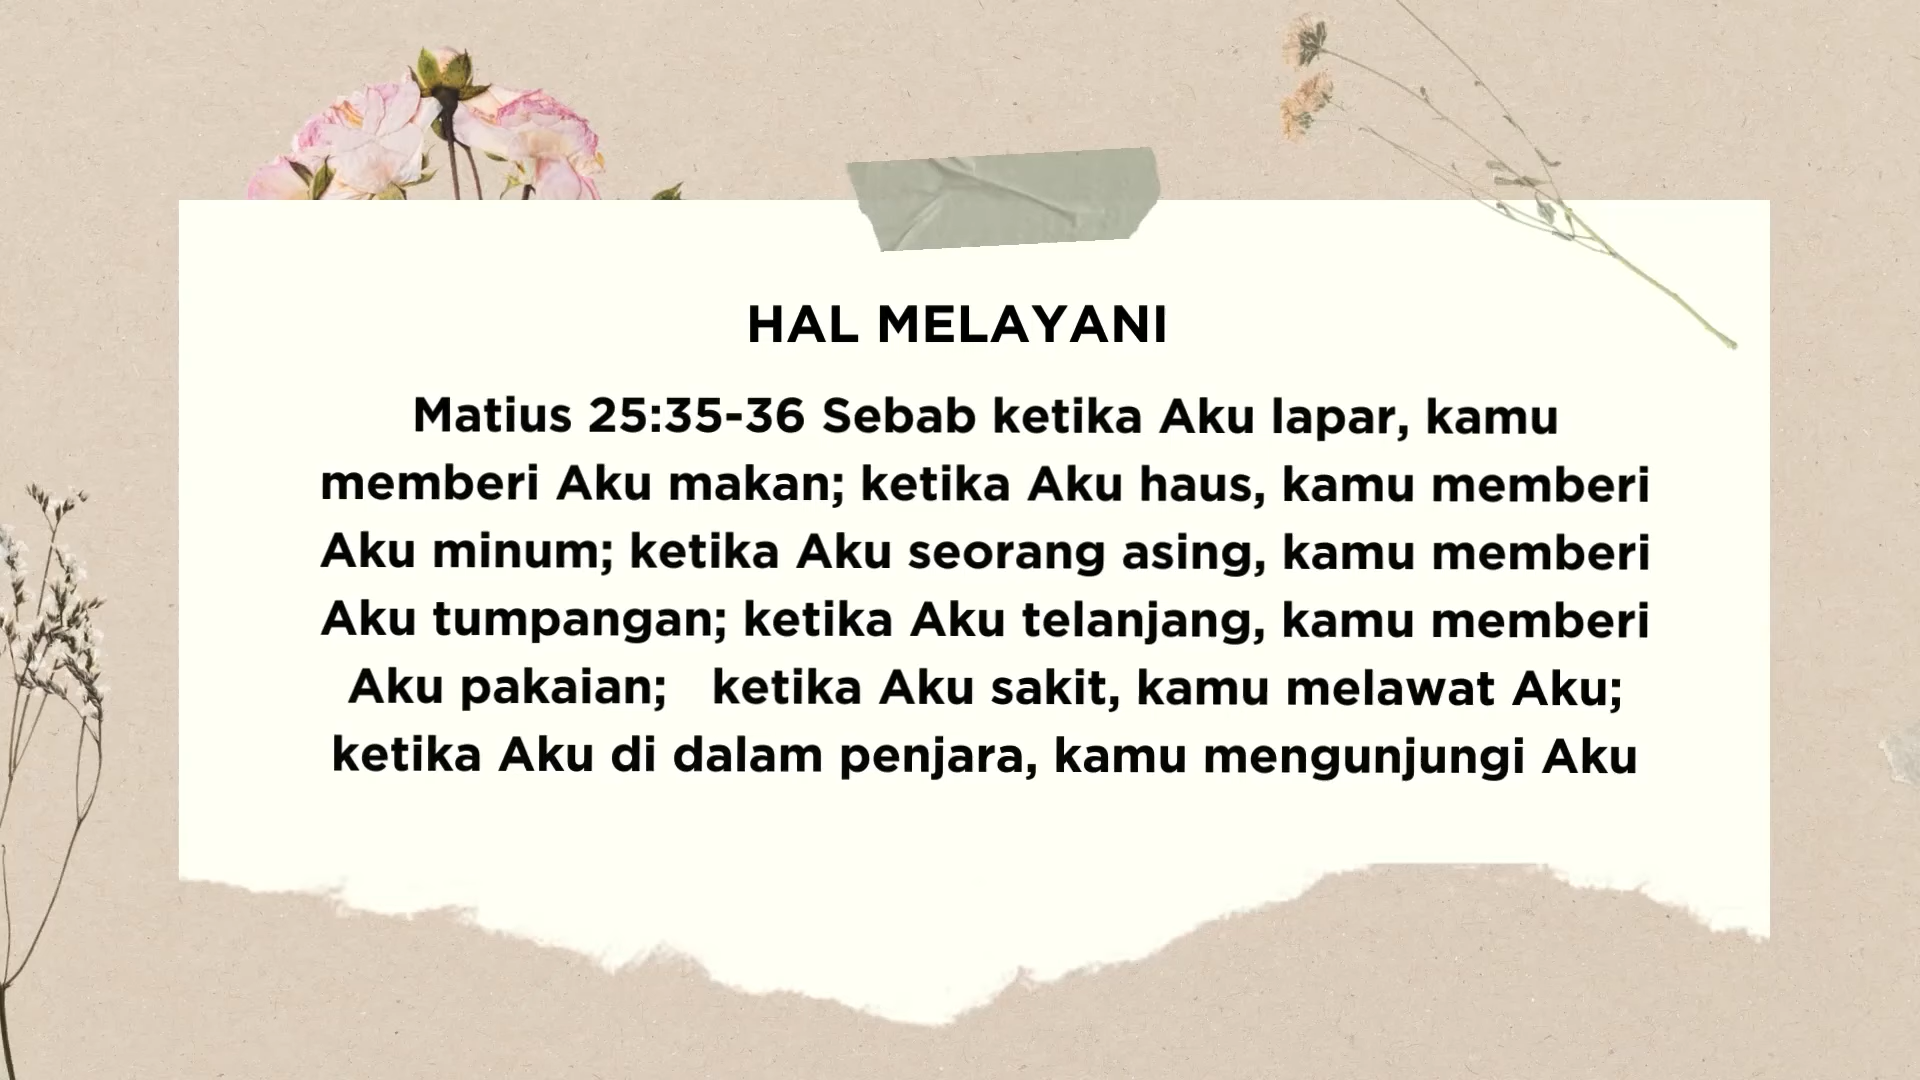 HAL MELAYANI
Matius 25:35-36 Sebab ketika Aku lapar, kamu
memberi Aku makan; ketika Aku haus, kamu memberi
Aku minum; ketika Aku seorang asing, kamu memberi
Aku tumpangan; ketika Aku telanjang, kamu memberi
Aku pakaian;   ketika Aku sakit, kamu melawat Aku;
ketika Aku di dalam penjara, kamu mengunjungi Aku